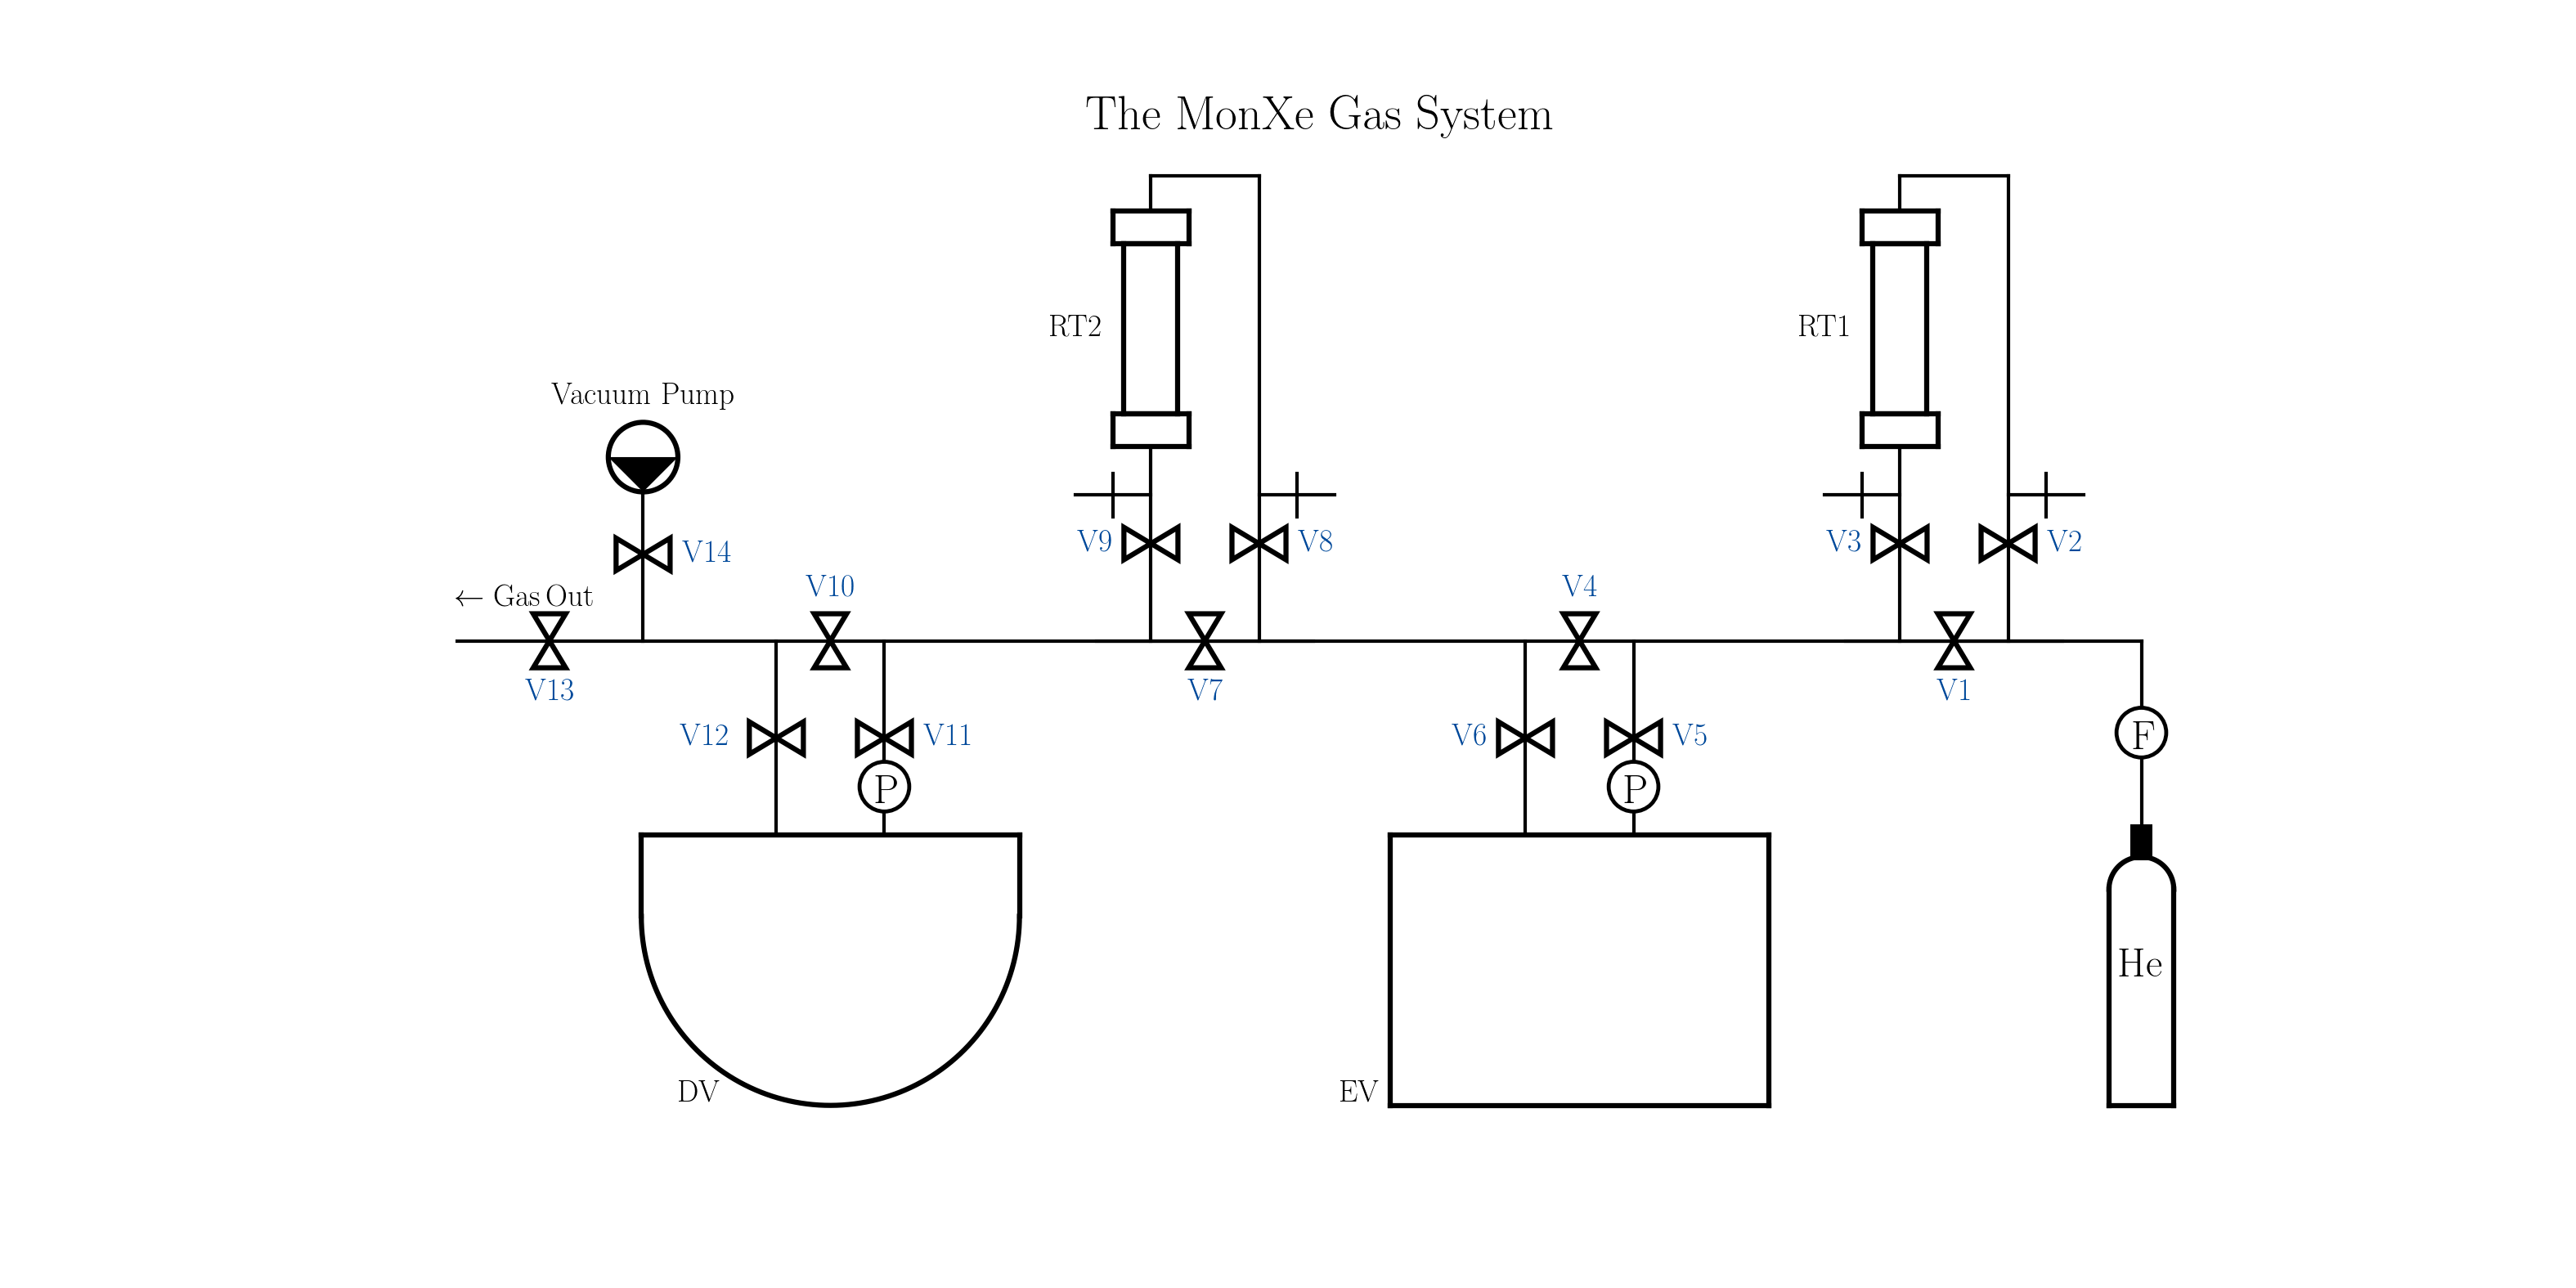 The MonXe Gas System
RT2
RT1
Vacuum Pump
V9
V8
V3
V2
V14
← Gas Out
V10
V4
V13
V7
V1
V12
V11
V6
V5
F
P
P
He
DV
EV